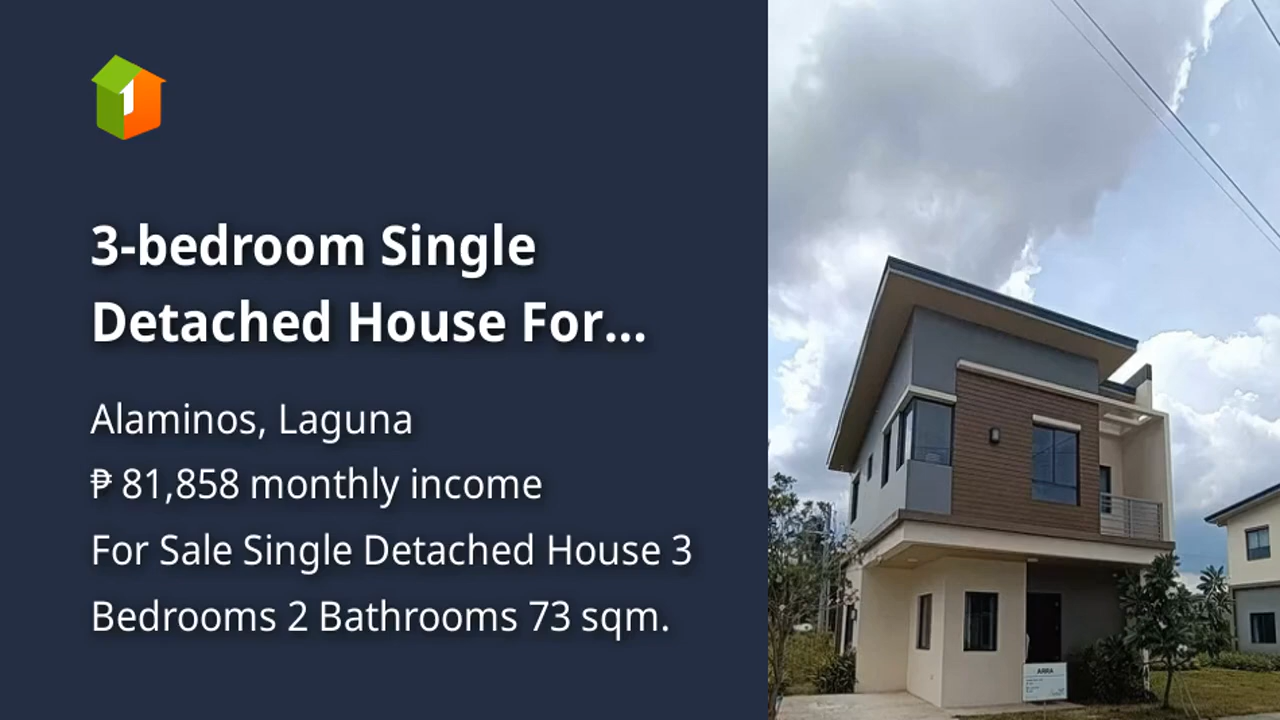 3-bedroom Single
Detached House For...
Alaminos, Laguna
₱ 81,858 monthly income
For Sale Single Detached House 3
Bedrooms 2 Bathrooms 73 sqm.